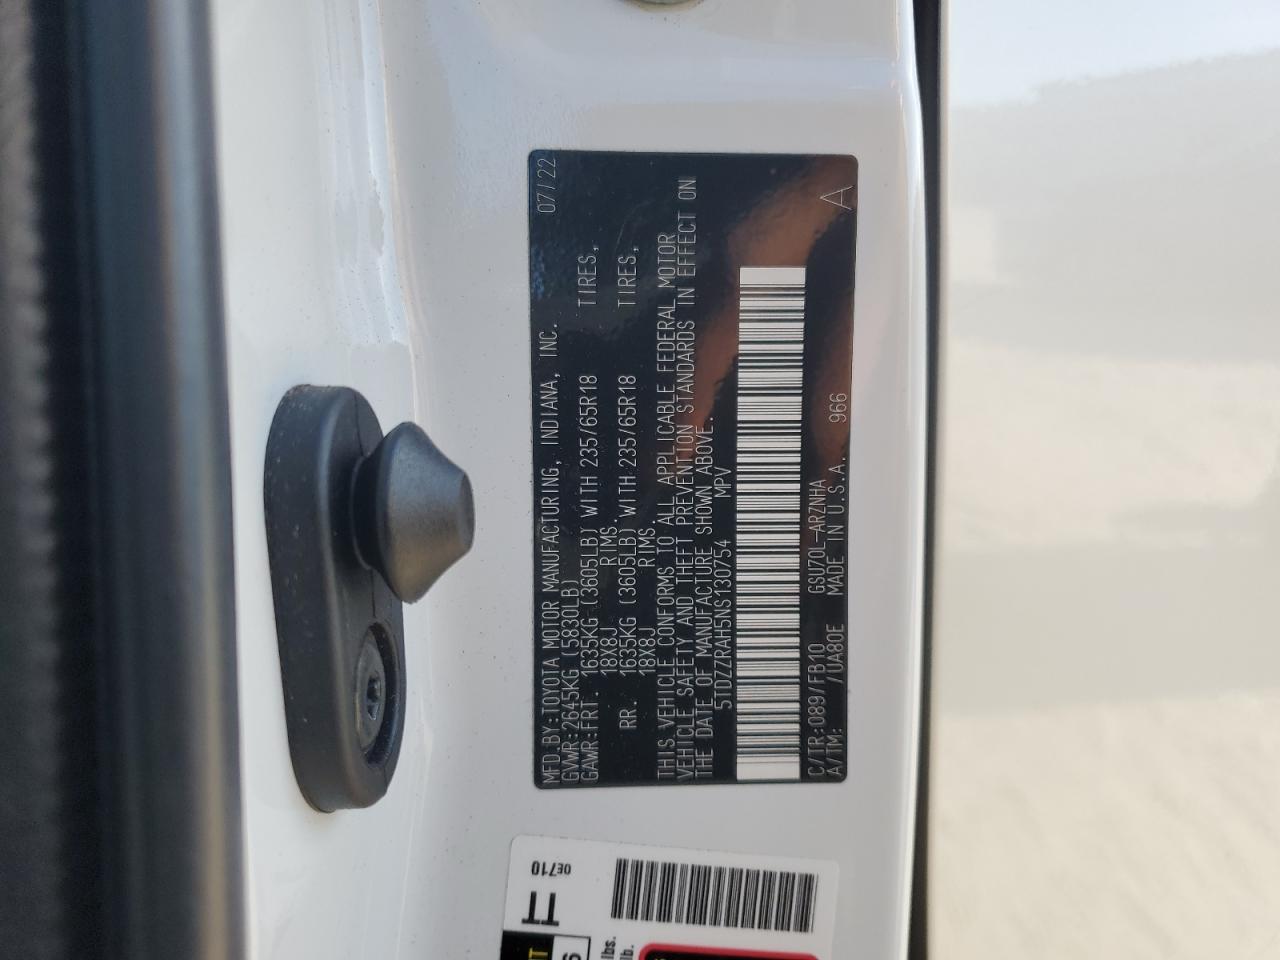 MFD.BY:TOYOTA MOTOR MANUFACTURING, INDIANA, INC. 07/22
GVWR:2645KG (5830LB)
GAWR:FRT. 1635KG (3605LB) WITH 235/65R18 TIRES,
18X8J RIMS.
RR. 1635KG (3605LB) WITH 235/65R18 TIRES,
18X8J RIMS.
THIS VEHICLE CONFORMS TO ALL APPLICABLE FEDERAL MOTOR
VEHICLE SAFETY AND THEFT PREVENTION STANDARDS IN EFFECT ON
THE DATE OF MANUFACTURE SHOWN ABOVE.
5TDZZRAH5NS130754 MPV
C/TR:089/FB10 GSU70L-ARZNHA
A/TM: /UA80E MADE IN U.S.A. 966 A
0E710
lbs.
lb.